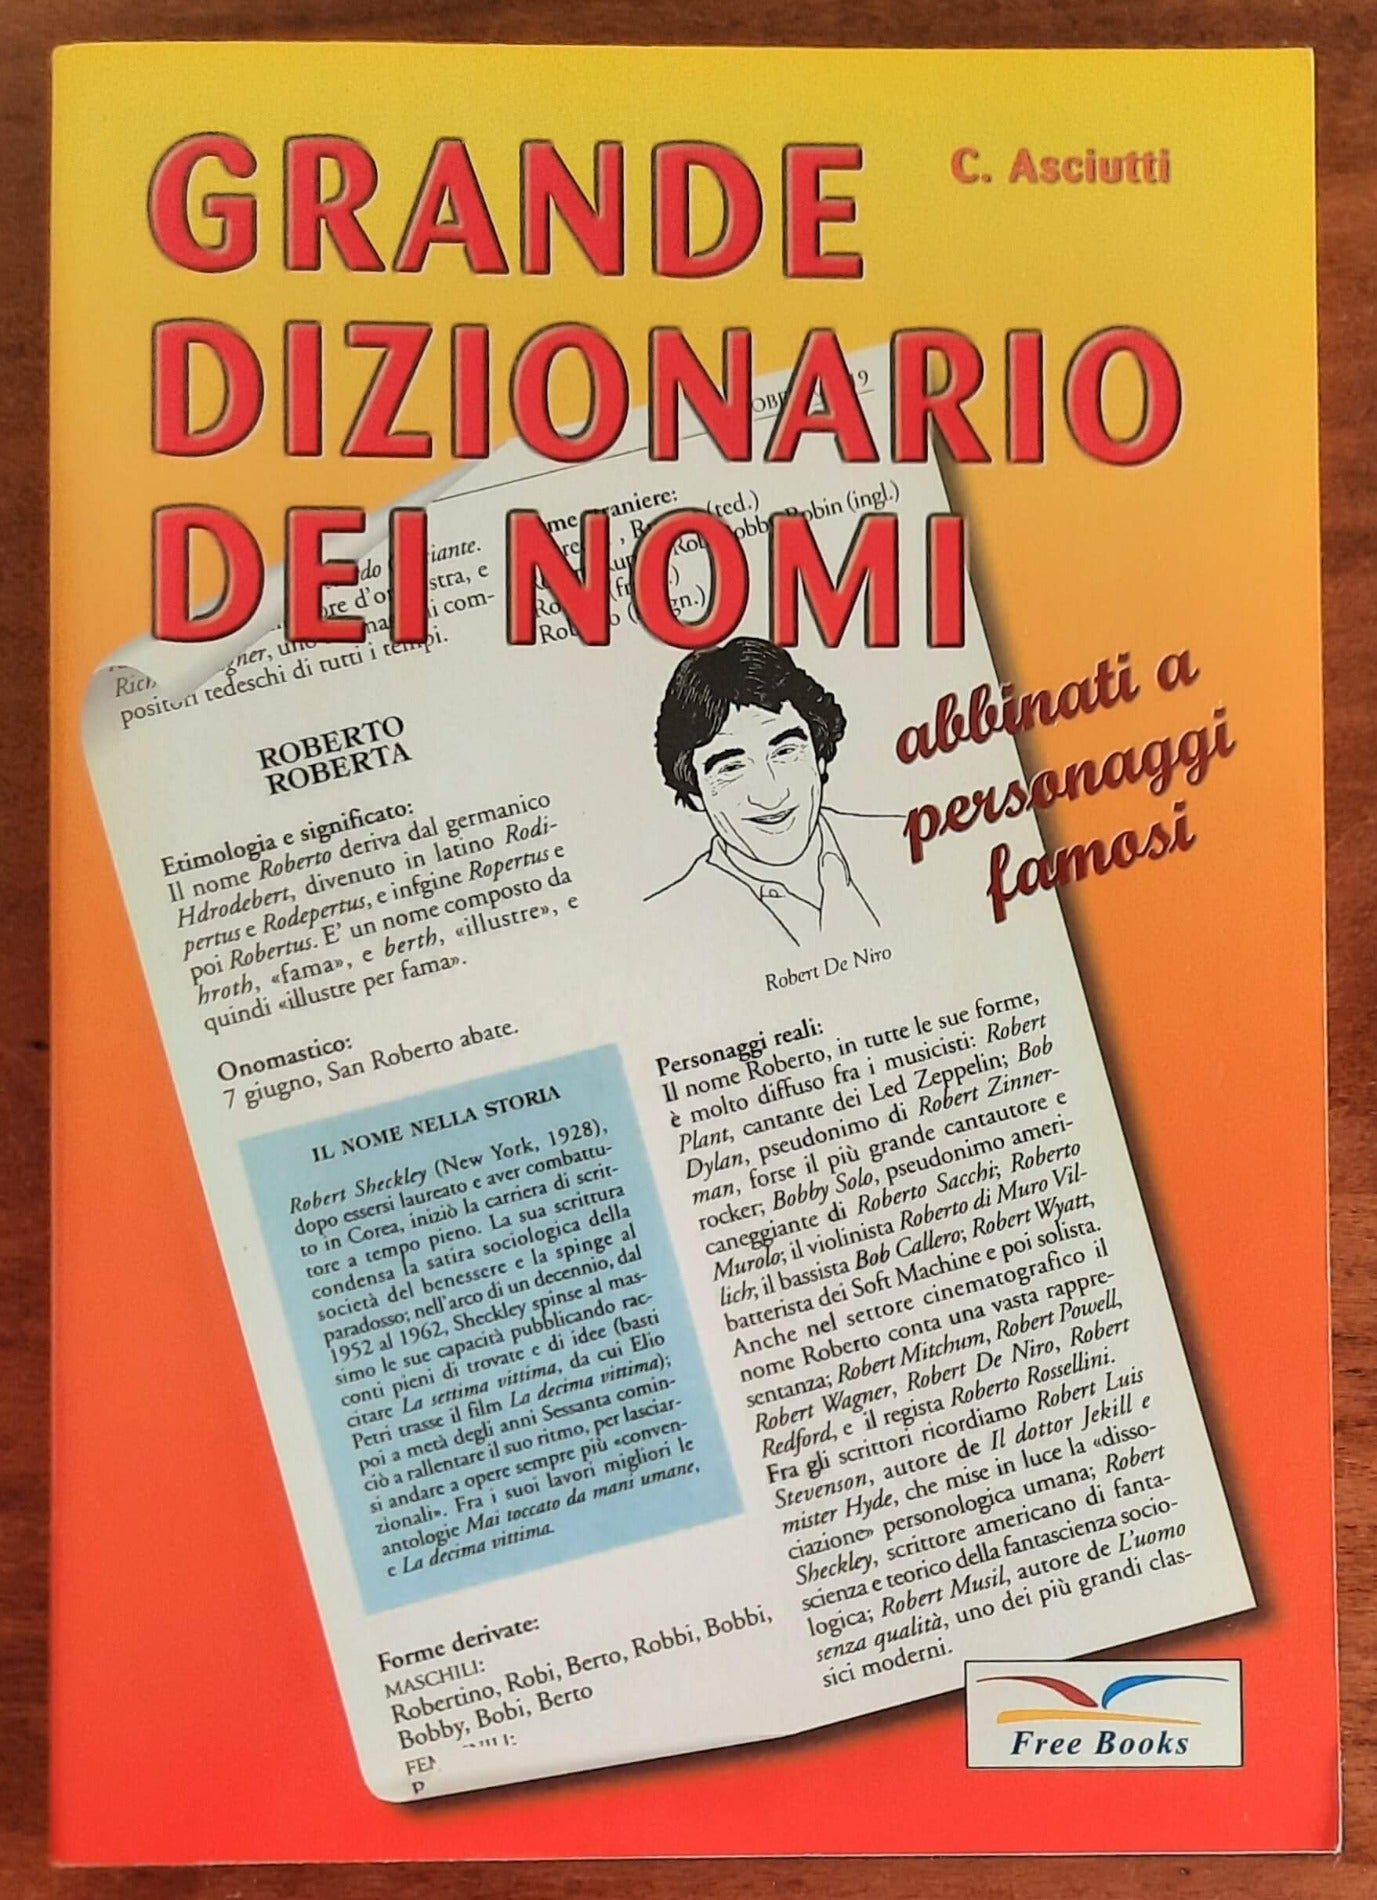 GRANDE
C. Asciutti
DIZIONARIO
DEI NOMI
abbinati a
personaggi
famosi
19
positori tedeschi di tutti i tempi.
(ted.)
Robin (ingl.)
ROBERTO
ROBERTA
Etimologia e significato:
Il nome Roberto deriva dal germanico
Hdrodebert, divenuto in latino Rodi-
pertus e Rodepertus, e infgine Ropertus e
poi Robertus. E' un nome composto da
hroth, «fama», e berth, «illustre», e
quindi «illustre per fama».
Onomastico:
7 giugno, San Roberto abate.
IL NOME NELLA STORIA
Robert Sheckley (New York, 1928),
dopo essersi laureato e aver combattu-
to in Corea, iniziò la carriera di scrit-
tore a tempo pieno. La sua scrittura
condensa la satira sociologica della
società del benessere e la spinge al
paradosso; nell'arco di un decennio, dal
1952 al 1962, Sheckley spinse al mas-
simo le sue capacità pubblicando rac-
conti pieni di trovate e di idee (basti
citare La settima vittima, da cui Elio
Petri trasse il film La decima vittima);
poi a metà degli anni Sessanta comin-
ciò a rallentare il suo ritmo, per lasciar-
si andare a opere sempre più «conven-
zionali». Fra i suoi lavori migliori le
antologie Mai toccato da mani umane,
e La decima vittima.
Forme derivate:
MASCHILI:
Robertino, Robi, Berto, Robbi, Bobbi,
Bobby, Bobi, Berto
Robert De Niro
Personaggi reali:
Il nome Roberto, in tutte le sue forme,
è molto diffuso fra i musicisti: Robert
Plant, cantante dei Led Zeppelin; Bob
Dylan, pseudonimo di Robert Zinner-
man, forse il più grande cantautore e
rocker; Bobby Solo, pseudonimo ameri-
caneggiante di Roberto Sacchi; Roberto
Murolo; il violinista Roberto di Muro Vil-
lich; il bassista Bob Callero; Robert Wyatt,
batterista dei Soft Machine e poi solista.
Anche nel settore cinematografico il
nome Roberto conta una vasta rappre-
sentanza; Robert Mitchum, Robert Powell,
Robert Wagner, Robert De Niro, Robert
Redford, e il regista Roberto Rossellini.
Fra gli scrittori ricordiamo Robert Luis
Stevenson, autore de Il dottor Jekill e
mister Hyde, che mise in luce la «disso-
ciazione» personologica umana; Robert
Sheckley, scrittore americano di fanta-
scienza e teorico della fantascienza socio-
logica; Robert Musil, autore de L'uomo
senza qualità, uno dei più grandi clas-
sici moderni.
Free Books